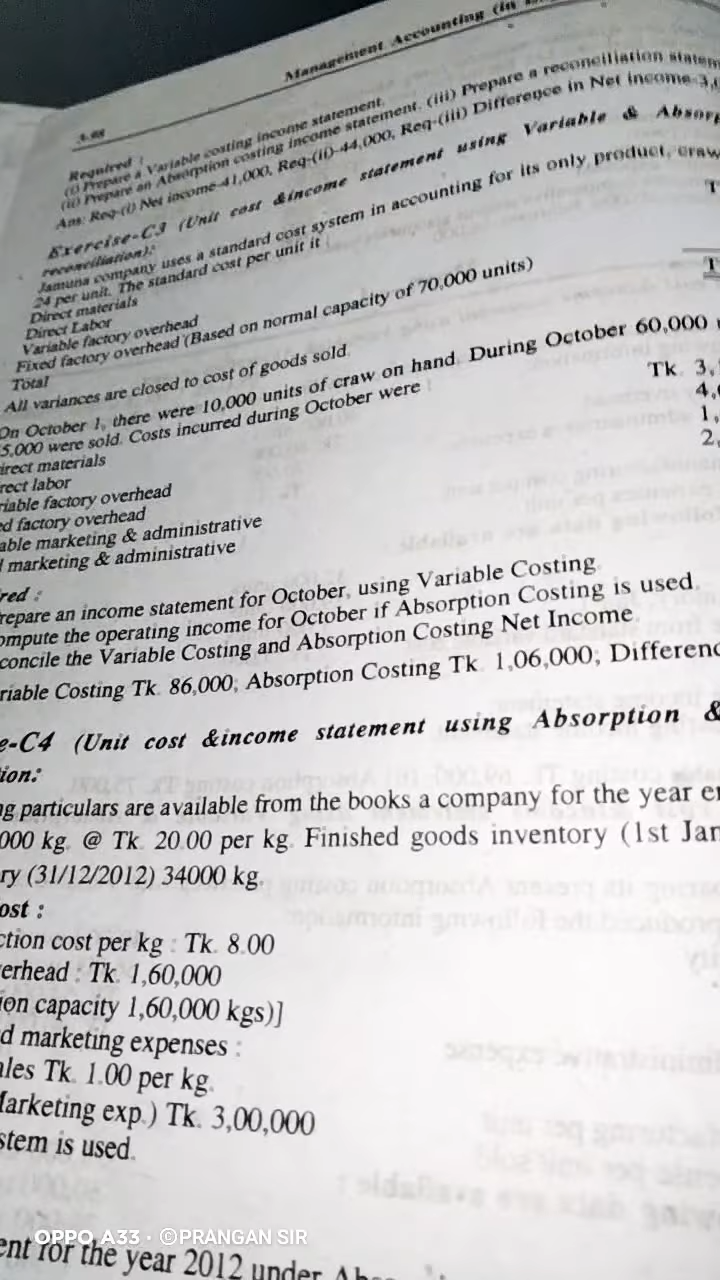 Management Accounting (in
4-98
Required :
(i) Prepare a Variable costing income statement.
(ii) Prepare an Absorption costing income statement. (iii) Prepare a reconciliation statem
Ans: Req-(i) Net income-41,000, Req-(ii)-44,000, Req-(iii) Difference in Net income-3,0
Exercise-C3 (Unit cost &income statement using Variable & Absorp
reconciliation):
Jamuna company uses a standard cost system in accounting for its only product, craw
24 per unit. The standard cost per unit it :
T
Direct materials
Direct Labor
Variable factory overhead
Fixed factory overhead (Based on normal capacity of 70,000 units)
Total
T
All variances are closed to cost of goods sold.
On October 1, there were 10,000 units of craw on hand. During October 60,000 u
5,000 were sold. Costs incurred during October were :
irect materials Tk. 3,
rect labor 4,
riable factory overhead 1,
ed factory overhead 2,
able marketing & administrative
l marketing & administrative
red :
repare an income statement for October, using Variable Costing.
ompute the operating income for October if Absorption Costing is used.
concile the Variable Costing and Absorption Costing Net Income.
riable Costing Tk. 86,000; Absorption Costing Tk. 1,06,000; Differenc
e-C4 (Unit cost &income statement using Absorption &
tion:
ng particulars are available from the books a company for the year en
000 kg. @ Tk. 20.00 per kg. Finished goods inventory (1st Jan
ry (31/12/2012) 34000 kg.
ost :
ction cost per kg : Tk. 8.00
erhead : Tk. 1,60,000
ion capacity 1,60,000 kgs)]
d marketing expenses :
ales Tk. 1.00 per kg.
Marketing exp.) Tk. 3,00,000
stem is used.
ent for the year 2012 under
OPPO A33 · ©PRANGAN SIR